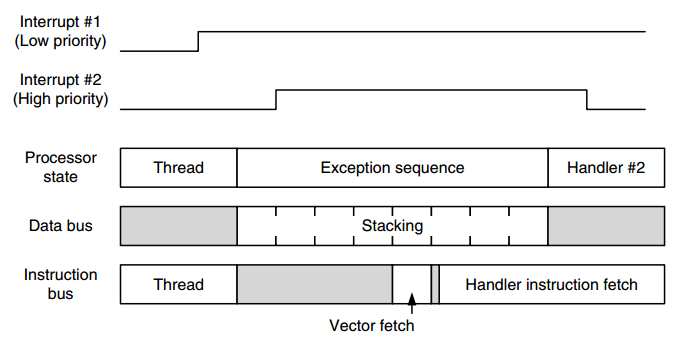 Interrupt #1
(Low priority)
Interrupt #2
(High priority)
Processor
state
Thread
Exception sequence
Handler #2
Data bus
Stacking
Instruction
bus
Thread
Handler instruction fetch
Vector fetch